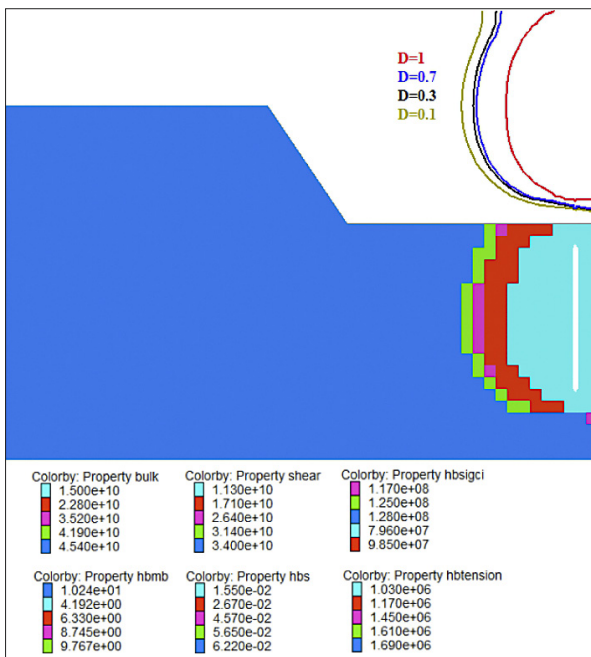 D=1
D=0.7
D=0.3
D=0.1
Colorby: Property bulk
1.500e+10
2.280e+10
3.520e+10
4.190e+10
4.540e+10
Colorby: Property shear
1.130e+10
1.710e+10
2.640e+10
3.140e+10
3.400e+10
Colorby: Property hbsigci
1.170e+08
1.250e+08
1.280e+08
7.960e+07
9.850e+07
Colorby: Property hbmb
1.024e+01
4.192e+00
6.330e+00
8.745e+00
9.767e+00
Colorby: Property hbs
1.550e-02
2.670e-02
4.570e-02
5.650e-02
6.220e-02
Colorby: Property hbtension
1.030e+06
1.170e+06
1.450e+06
1.610e+06
1.690e+06